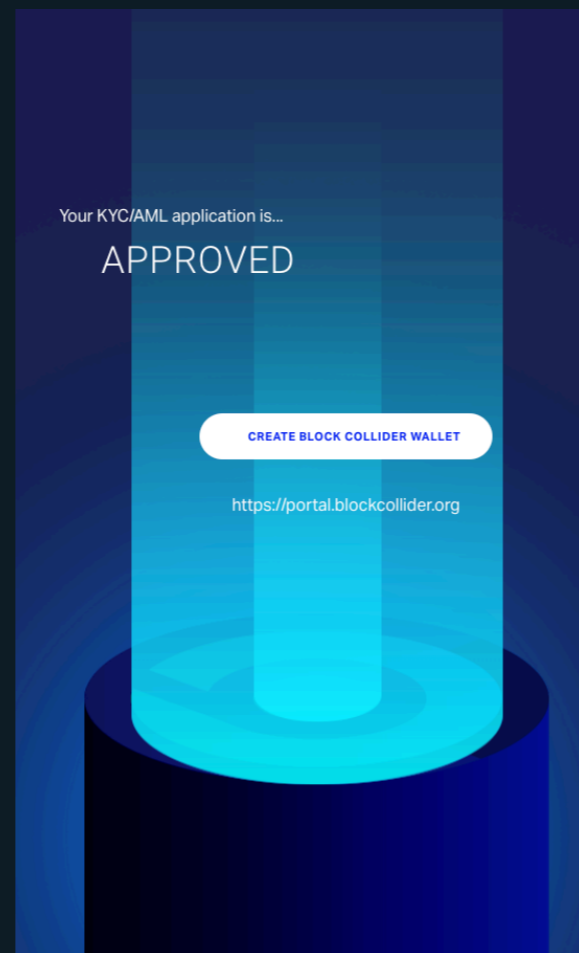 Your KYC/AML application is...
APPROVED
CREATE BLOCK COLLIDER WALLET
https://portal.blockcollider.org